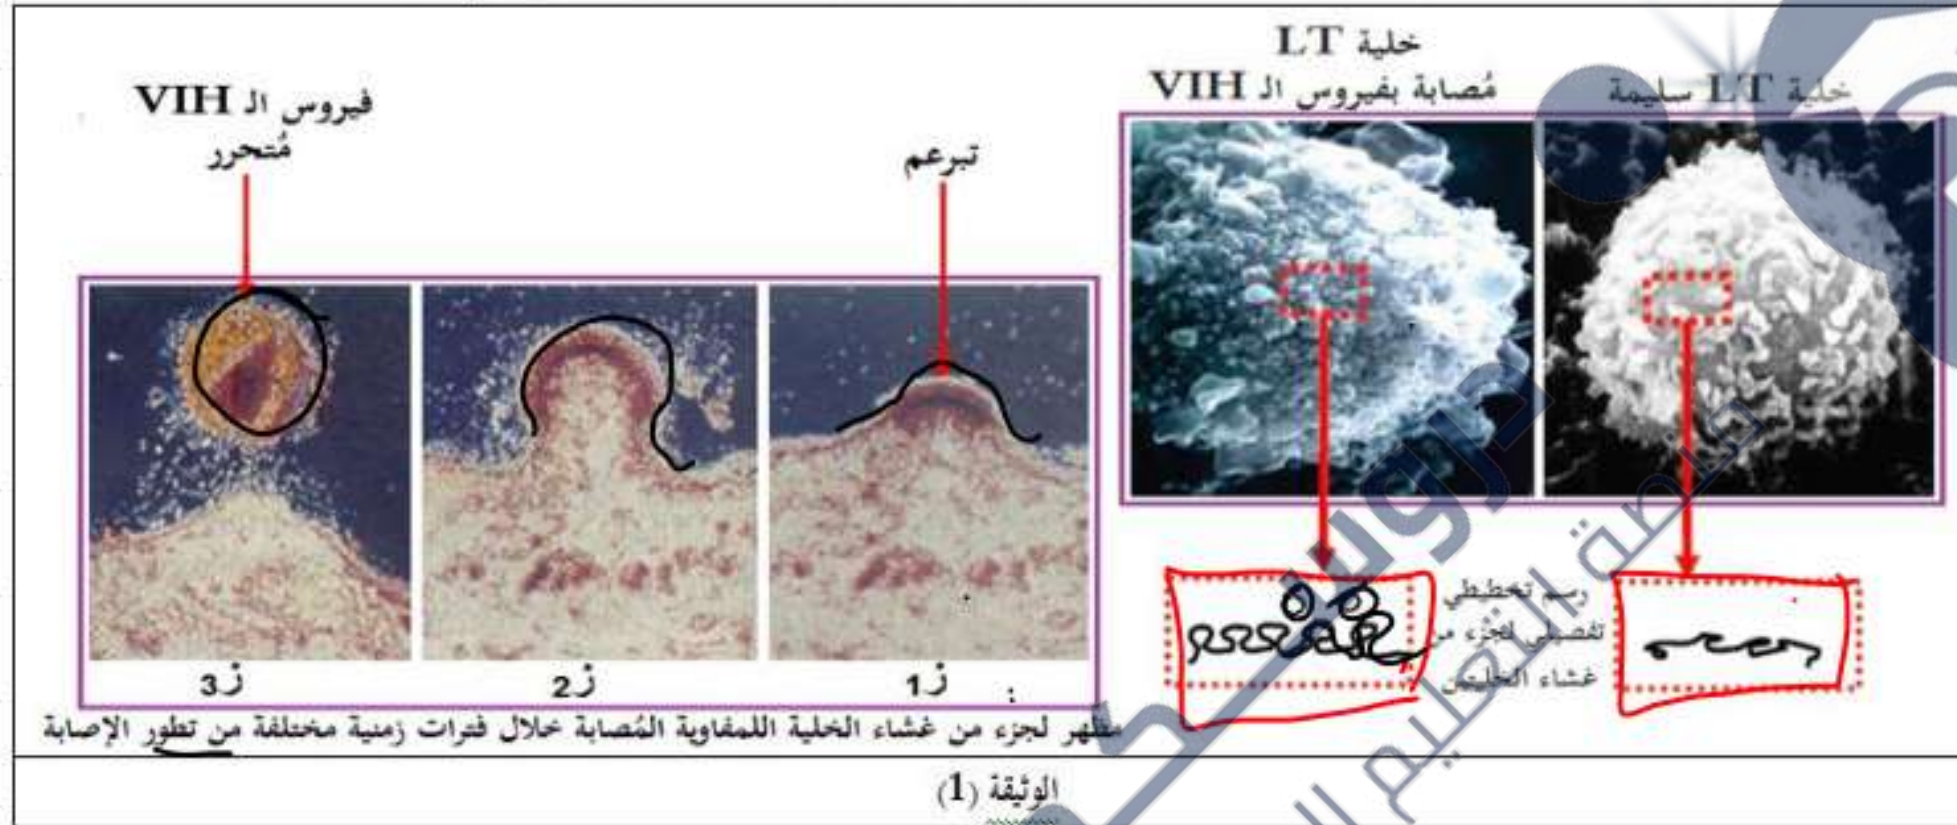 خلية LT
مُصابة بفيروس الـ VIH
خلية LT سليمة
فيروس الـ VIH
مُتحرر
تبرعم
رسم تخطيطي
تفصيلي لجزء من
غشاء الخليتين
ز1
ز2
ز3
مظهر لجزء من غشاء الخلية اللمفاوية المُصابة خلال فترات زمنية مختلفة من تطور الإصابة
الوثيقة (1)
منصة التعليم